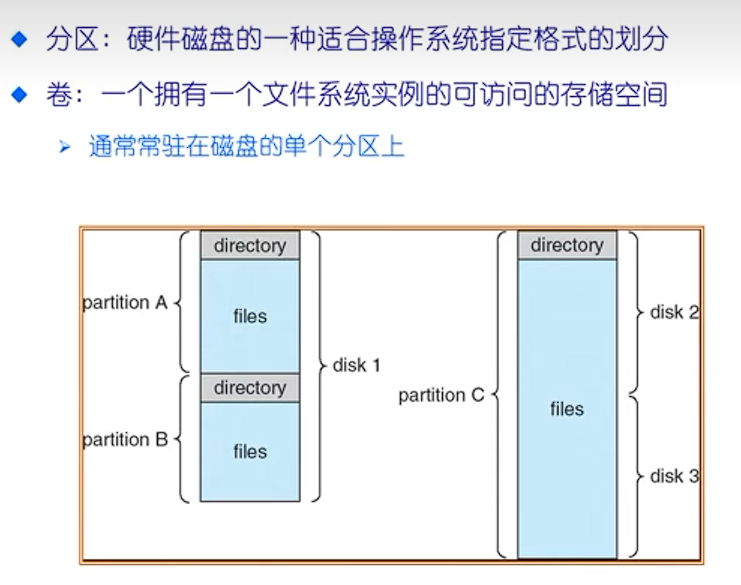 分区：硬件磁盘的一种适合操作系统指定格式的划分
卷：一个拥有一个文件系统实例的可访问的存储空间
通常常驻在磁盘的单个分区上
directory
partition A
files
disk 1
directory
partition B
files
directory
disk 2
partition C
files
disk 3